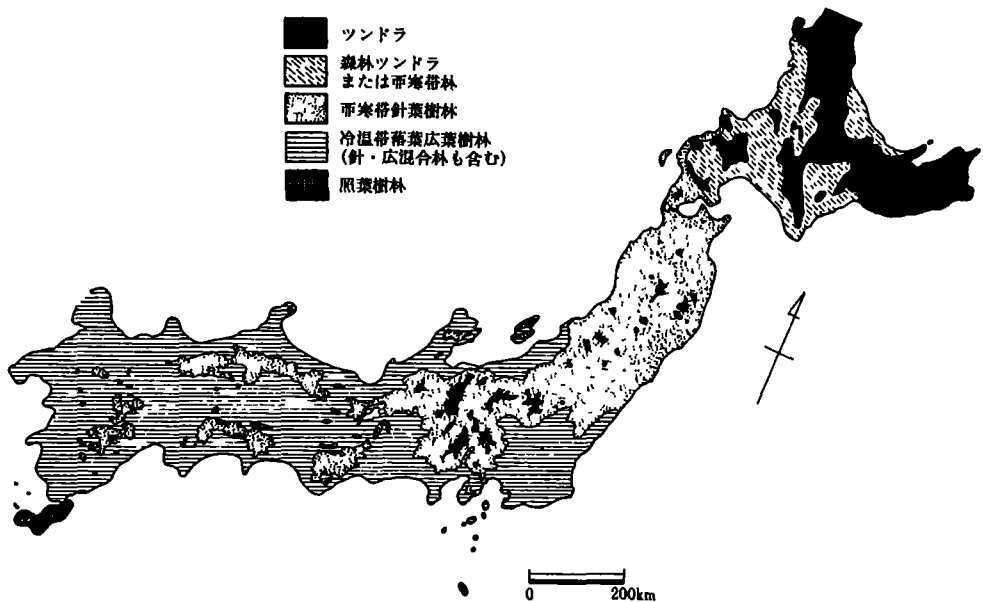 ツンドラ
森林ツンドラ
または亜寒帯林
亜寒帯針葉樹林
冷温帯落葉広葉樹林
(針・広混合林も含む)
照葉樹林
0 200km